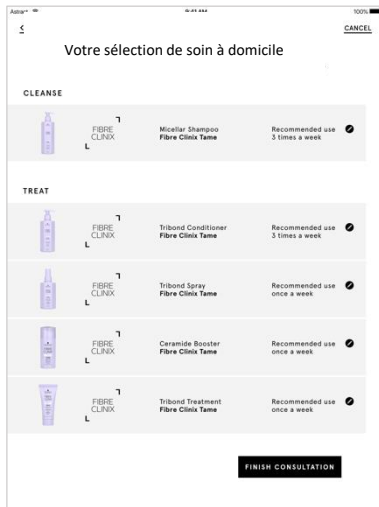 9:41 AM
100%
<
CANCEL
Votre sélection de soin à domicile
CLEANSE
FIBRE
CLINIX
Micellar Shampoo
Fibre Clinix Tame
Recommended use
3 times a week
TREAT
FIBRE
CLINIX
Tribond Conditioner
Fibre Clinix Tame
Recommended use
3 times a week
FIBRE
CLINIX
Tribond Spray
Fibre Clinix Tame
Recommended use
once a week
FIBRE
CLINIX
Ceramide Booster
Fibre Clinix Tame
Recommended use
once a week
FIBRE
CLINIX
Tribond Treatment
Fibre Clinix Tame
Recommended use
once a week
FINISH CONSULTATION